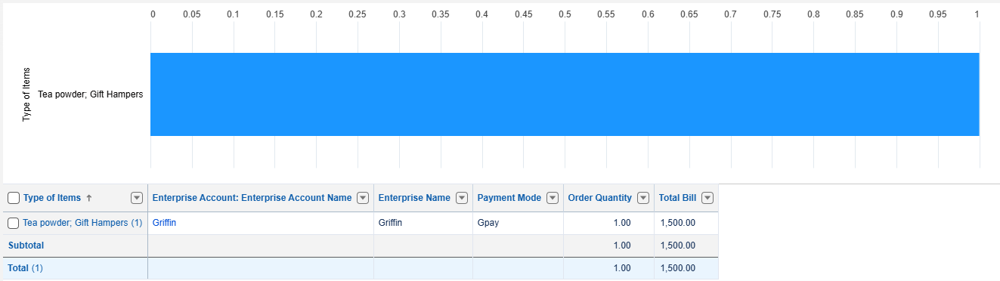 0 0.05 0.1 0.15 0.2 0.25 0.3 0.35 0.4 0.45 0.5 0.55 0.6 0.65 0.7 0.75 0.8 0.85 0.9 0.95 1
Type of Items
Tea powder; Gift Hampers
Type of Items ↑ Enterprise Account: Enterprise Account Name Enterprise Name Payment Mode Order Quantity Total Bill
Tea powder; Gift Hampers (1) Griffin Griffin Gpay 1.00 1,500.00
Subtotal 1.00 1,500.00
Total (1) 1.00 1,500.00